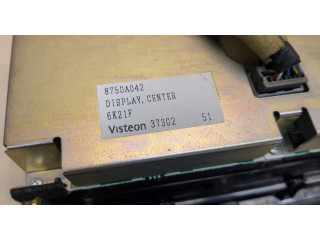 8750A042
DISPLAY, CENTER
6K21F
Visteon 37302 51